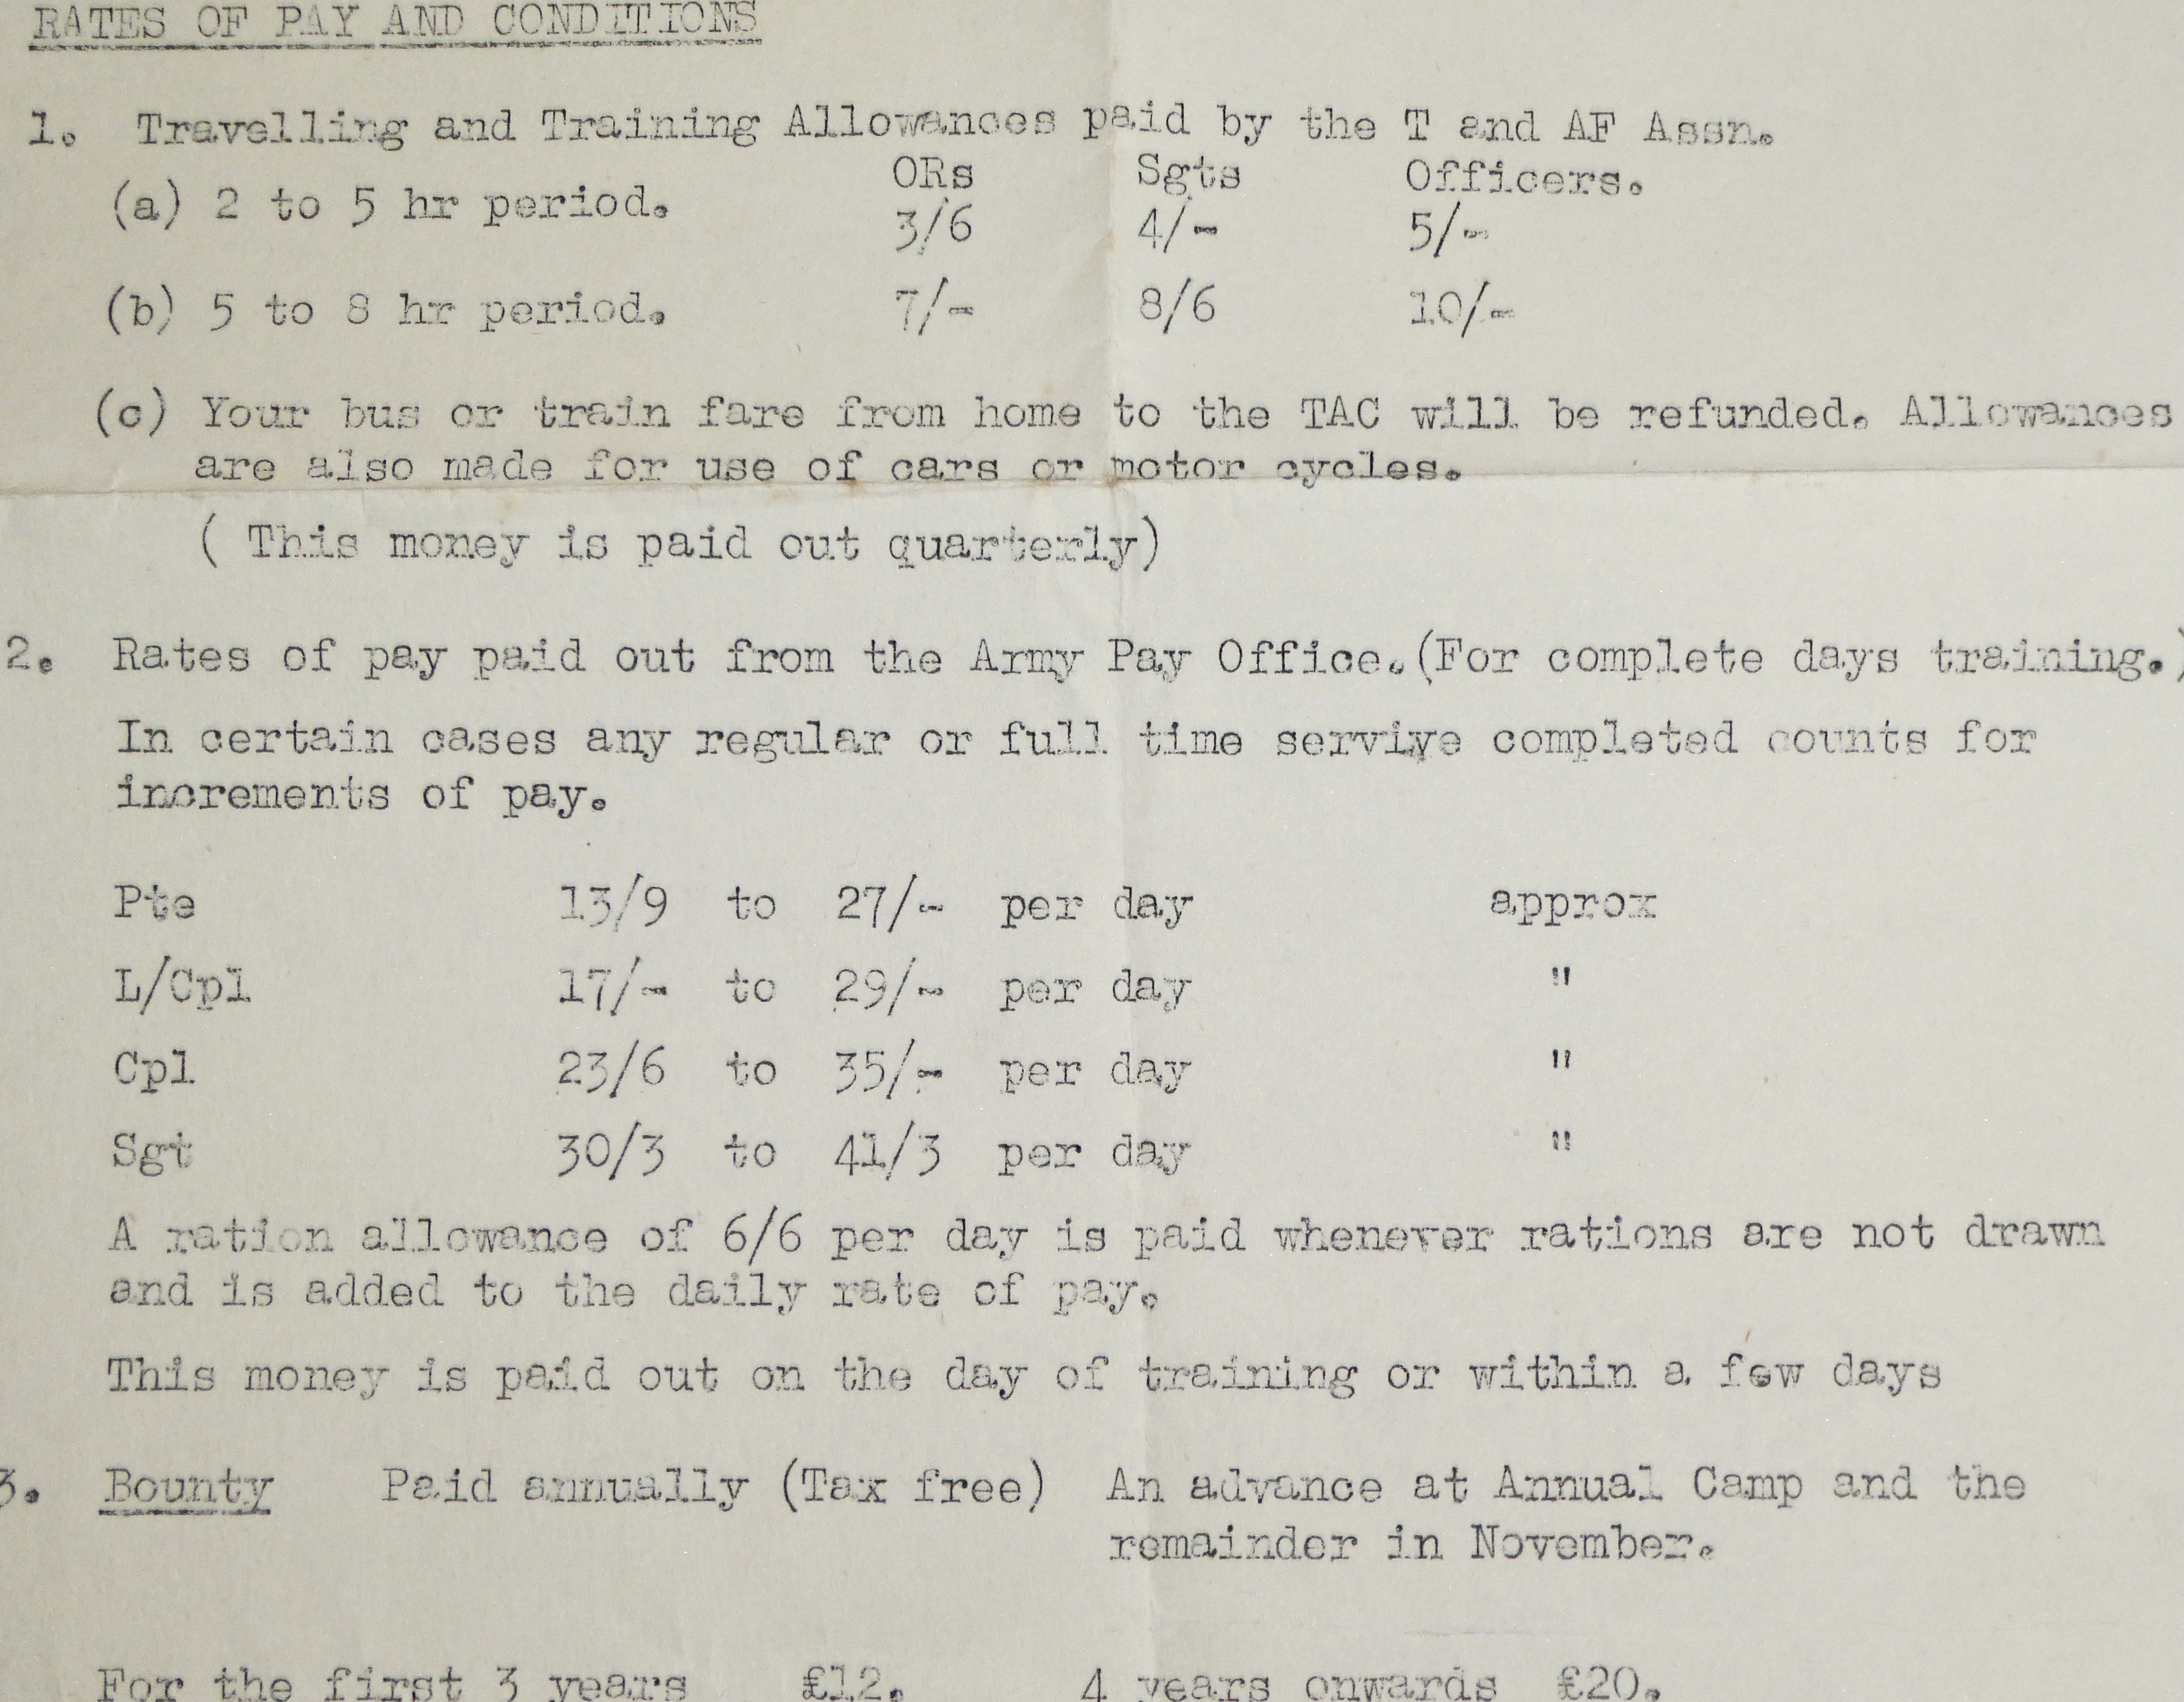 RATES OF PAY AND CONDITIONS
1. Travelling and Training Allowances paid by the T and AF Assn.
ORs Sgts Officers.
(a) 2 to 5 hr period. 3/6 4/- 5/-
(b) 5 to 8 hr period. 7/- 8/6 10/-
(c) Your bus or train fare from home to the TAC will be refunded. Allowances
are also made for use of cars or motor cycles.
( This money is paid out quarterly)
2. Rates of pay paid out from the Army Pay Office.(For complete days training.)
In certain cases any regular or full time serviye completed counts for
increments of pay.
Pte 13/9 to 27/- per day approx
L/Cpl 17/- to 29/- per day "
Cpl 23/6 to 35/- per day "
Sgt 30/3 to 41/3 per day "
A ration allowance of 6/6 per day is paid whenever rations are not drawn
and is added to the daily rate of pay.
This money is paid out on the day of training or within a few days
3. Bounty Paid annually (Tax free) An advance at Annual Camp and the
remainder in November.
For the first 3 years £12. 4 years onwards £20.